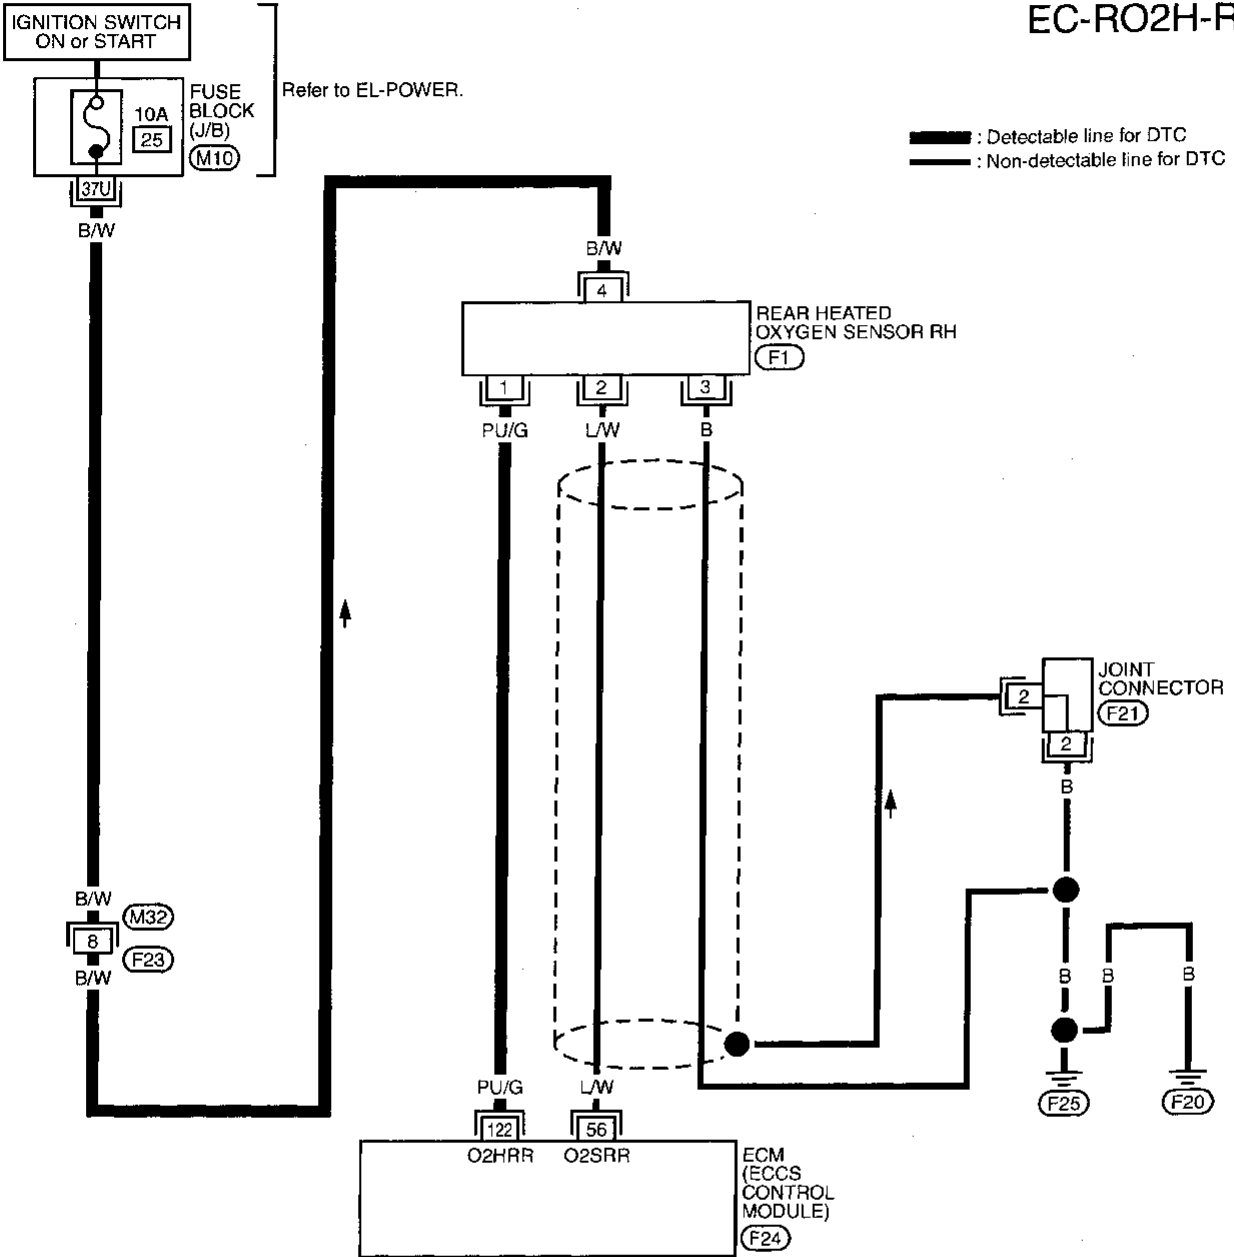 EC-RO2H-R
IGNITION SWITCH
ON or START
FUSE
BLOCK
(J/B)
M10
10A
25
Refer to EL-POWER.
: Detectable line for DTC
: Non-detectable line for DTC
37U
B/W
B/W
4
REAR HEATED
OXYGEN SENSOR RH
F1
1
2
3
PU/G
L/W
B
JOINT
CONNECTOR
F21
2
2
B
B/W
M32
8
F23
B/W
B
B
B
F25
F20
PU/G
L/W
122
56
O2HRR
O2SRR
ECM
(ECCS
CONTROL
MODULE)
F24